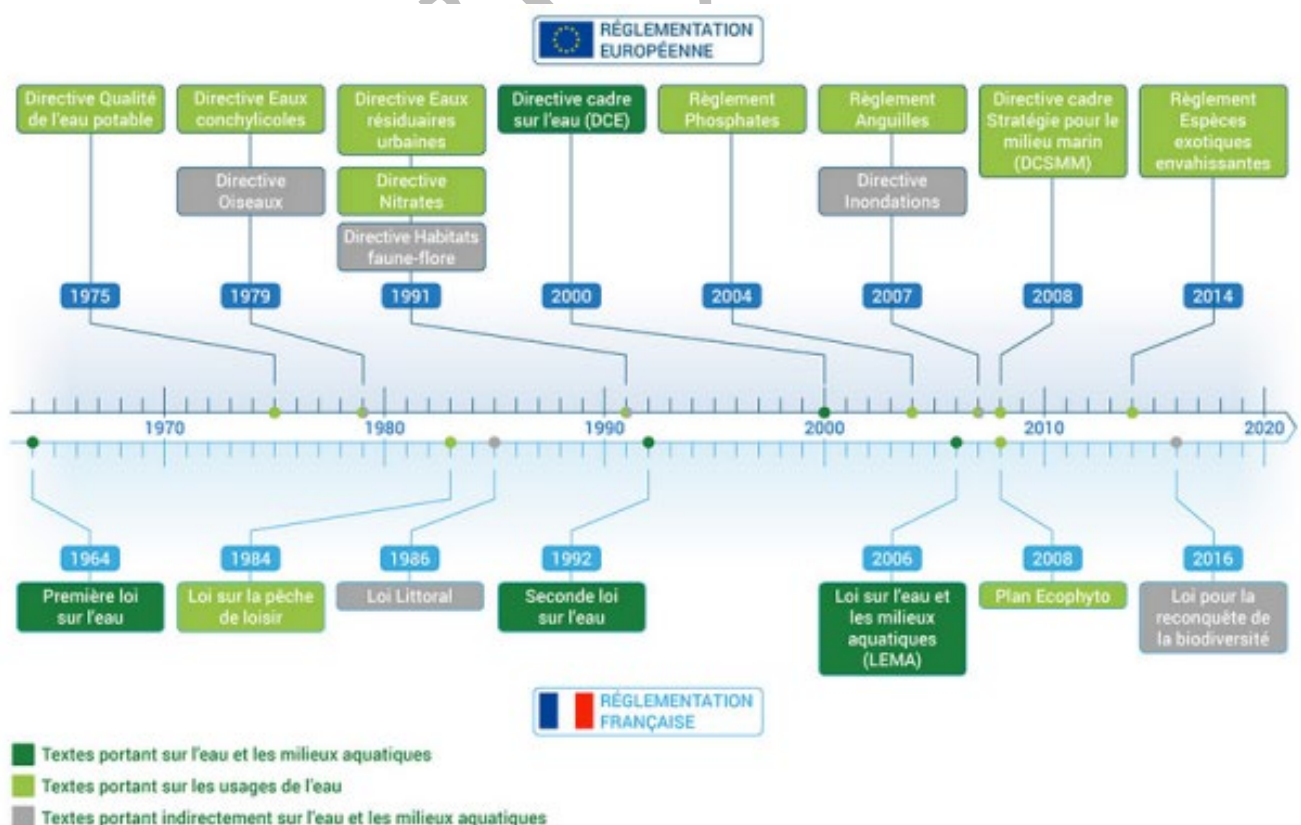 RÉGLEMENTATION
EUROPÉENNE
Directive Qualité
de l'eau potable
Directive Eaux
conchylicoles
Directive
Oiseaux
Directive Eaux
résiduaires
urbaines
Directive
Nitrates
Directive Habitats
faune-flore
Directive cadre
sur l'eau (DCE)
Règlement
Phosphates
Règlement
Anguilles
Directive
Inondations
Directive cadre
Stratégie pour le
milieu marin
(DCSMM)
Règlement
Espèces
exotiques
envahissantes
1975
1979
1991
2000
2004
2007
2008
2014
1970
1980
1990
2000
2010
2020
1964
1984
1986
1992
2006
2008
2016
Première loi
sur l'eau
Loi sur la pêche
de loisir
Loi Littoral
Seconde loi
sur l'eau
Loi sur l'eau et
les milieux
aquatiques
(LEMA)
Plan Ecophyto
Loi pour la
reconquête de
la biodiversité
RÉGLEMENTATION
FRANÇAISE
Textes portant sur l'eau et les milieux aquatiques
Textes portant sur les usages de l'eau
Textes portant indirectement sur l'eau et les milieux aquatiques